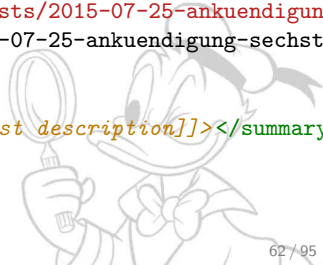 sts/2015-07-25-ankuendigun
-07-25-ankuendigung-sechst
st description]]></summary
62 / 95